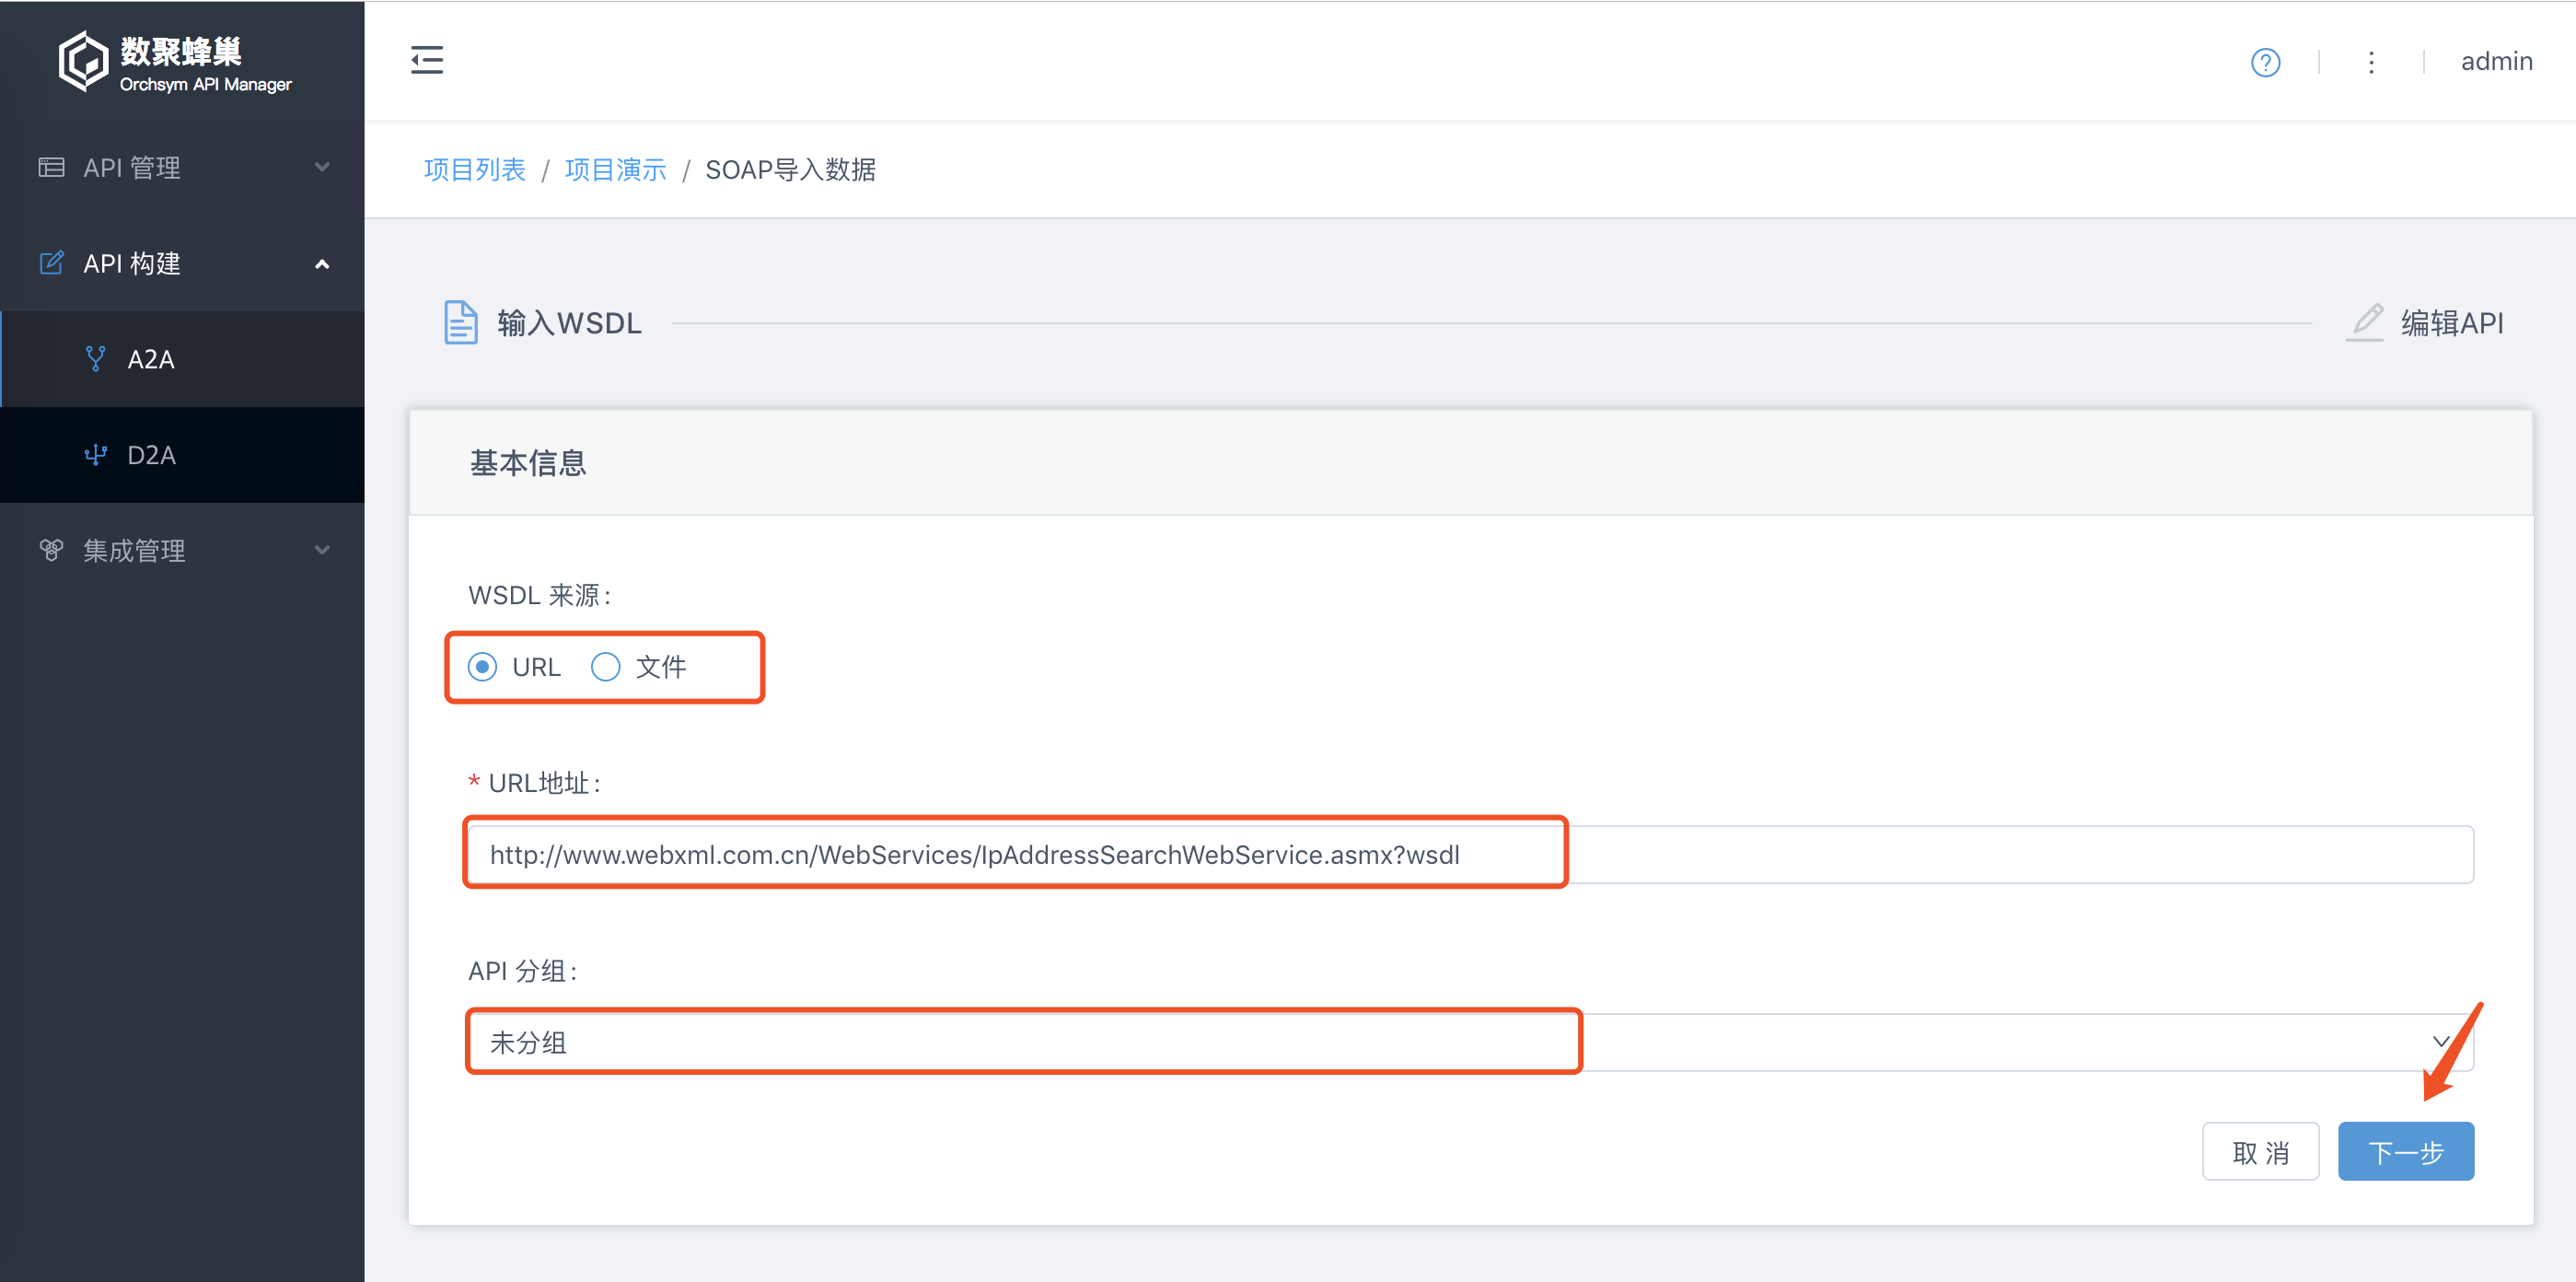 数聚蜂巢
Orchsym API Manager
API 管理
API 构建
A2A
D2A
集成管理
? admin
项目列表 / 项目演示 / SOAP导入数据
输入WSDL 编辑API
基本信息
WSDL 来源:
URL 文件
* URL地址:
http://www.webxml.com.cn/WebServices/IpAddressSearchWebService.asmx?wsdl
API 分组:
未分组
取 消 下一步